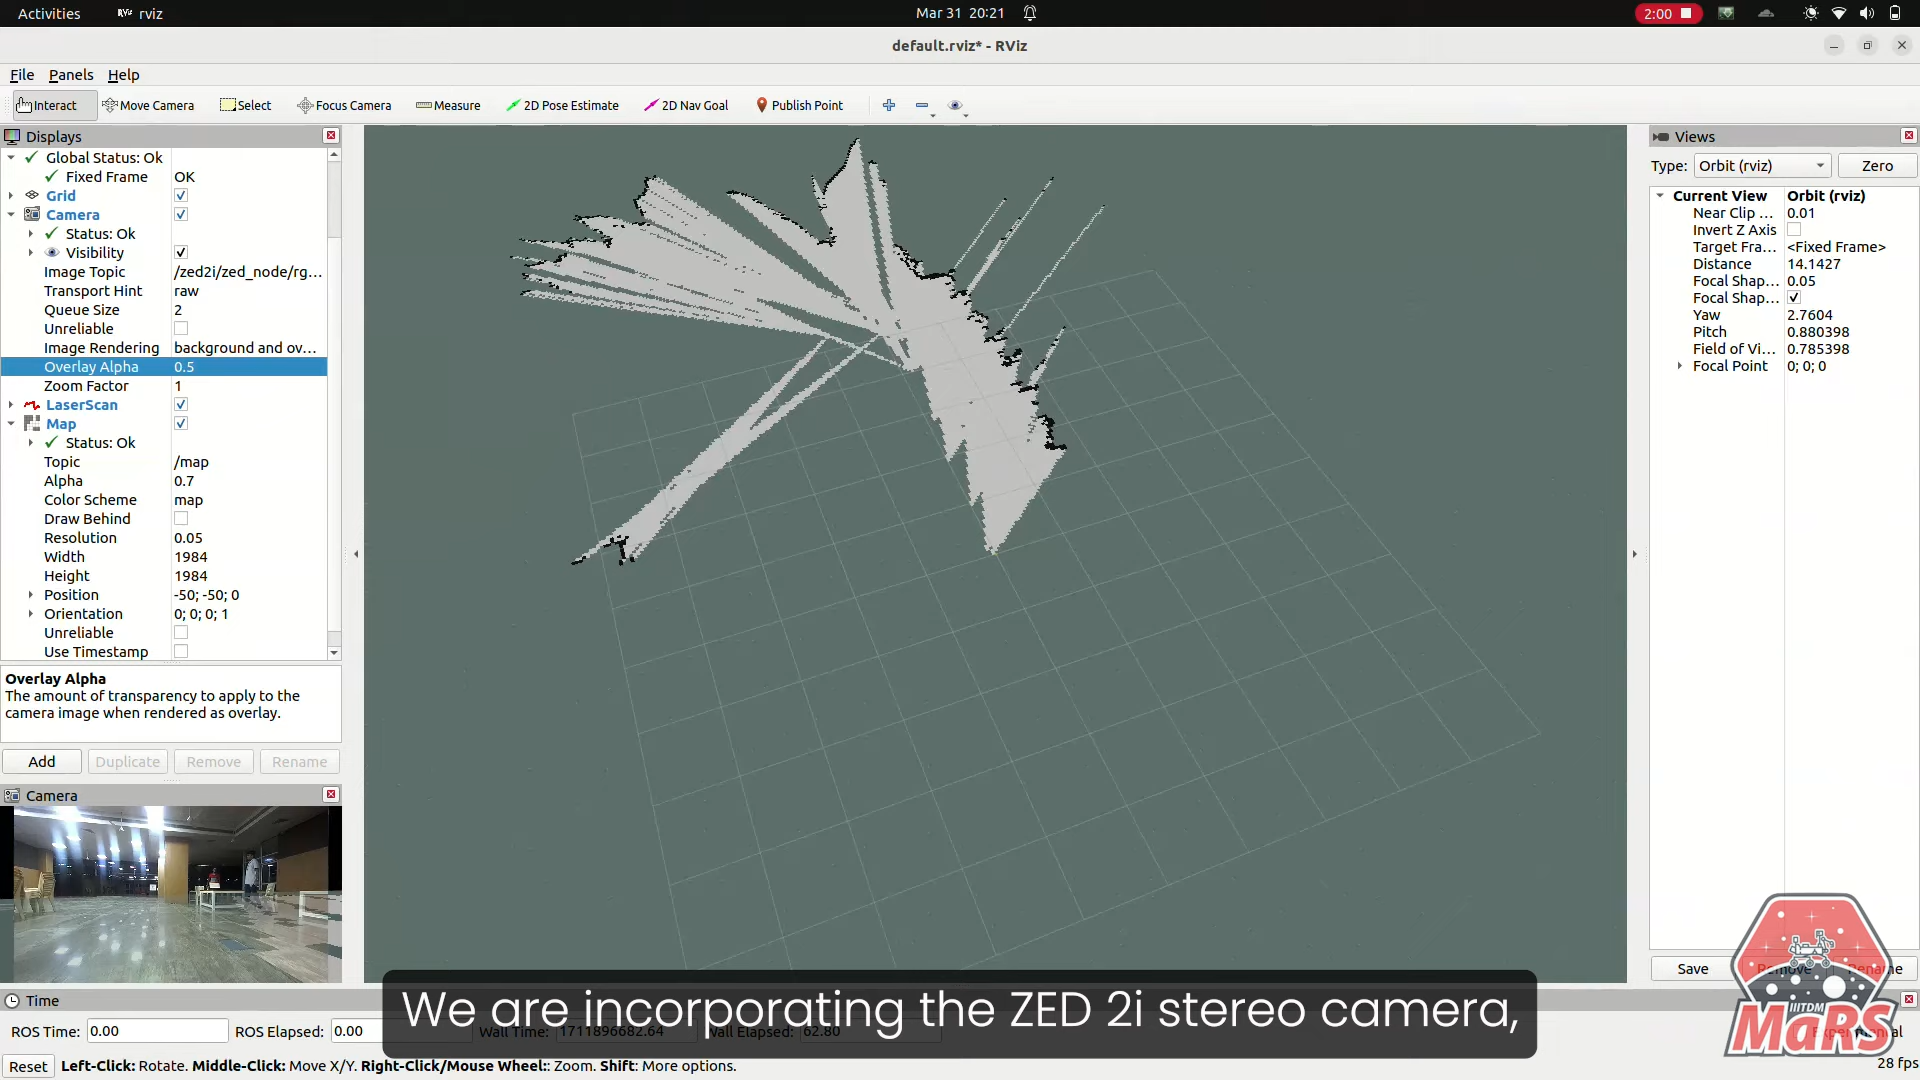 Activities
rviz
Mar 31 20:21
2:00
default.rviz* - RViz
File Panels Help
Interact
Move Camera
Select
Focus Camera
Measure
2D Pose Estimate
2D Nav Goal
Publish Point
Displays
Global Status: Ok
Fixed Frame OK
Grid
Camera
Status: Ok
Visibility
Image Topic /zed2i/zed_node/rg...
Transport Hint raw
Queue Size 2
Unreliable
Image Rendering background and ov...
Overlay Alpha 0.5
Zoom Factor 1
LaserScan
Map
Status: Ok
Topic /map
Alpha 0.7
Color Scheme map
Draw Behind
Resolution 0.05
Width 1984
Height 1984
Position -50; -50; 0
Orientation 0; 0; 0; 1
Unreliable
Use Timestamp
Overlay Alpha
The amount of transparency to apply to the
camera image when rendered as overlay.
Add Duplicate Remove Rename
Camera
Views
Type: Orbit (rviz) Zero
Current View Orbit (rviz)
Near Clip ... 0.01
Invert Z Axis
Target Fra... <Fixed Frame>
Distance 14.1427
Focal Shap... 0.05
Focal Shap...
Yaw 2.7604
Pitch 0.880398
Field of Vi... 0.785398
Focal Point 0; 0; 0
Save Remove
IIITDM
MaRS
Time
ROS Time: 0.00 ROS Elapsed: 0.00 Wall Time: 1711896682.64 Wall Elapsed: 62.80
We are incorporating the ZED 2i stereo camera,
Reset Left-Click: Rotate. Middle-Click: Move X/Y. Right-Click/Mouse Wheel:: Zoom. Shift: More options.
28 fps